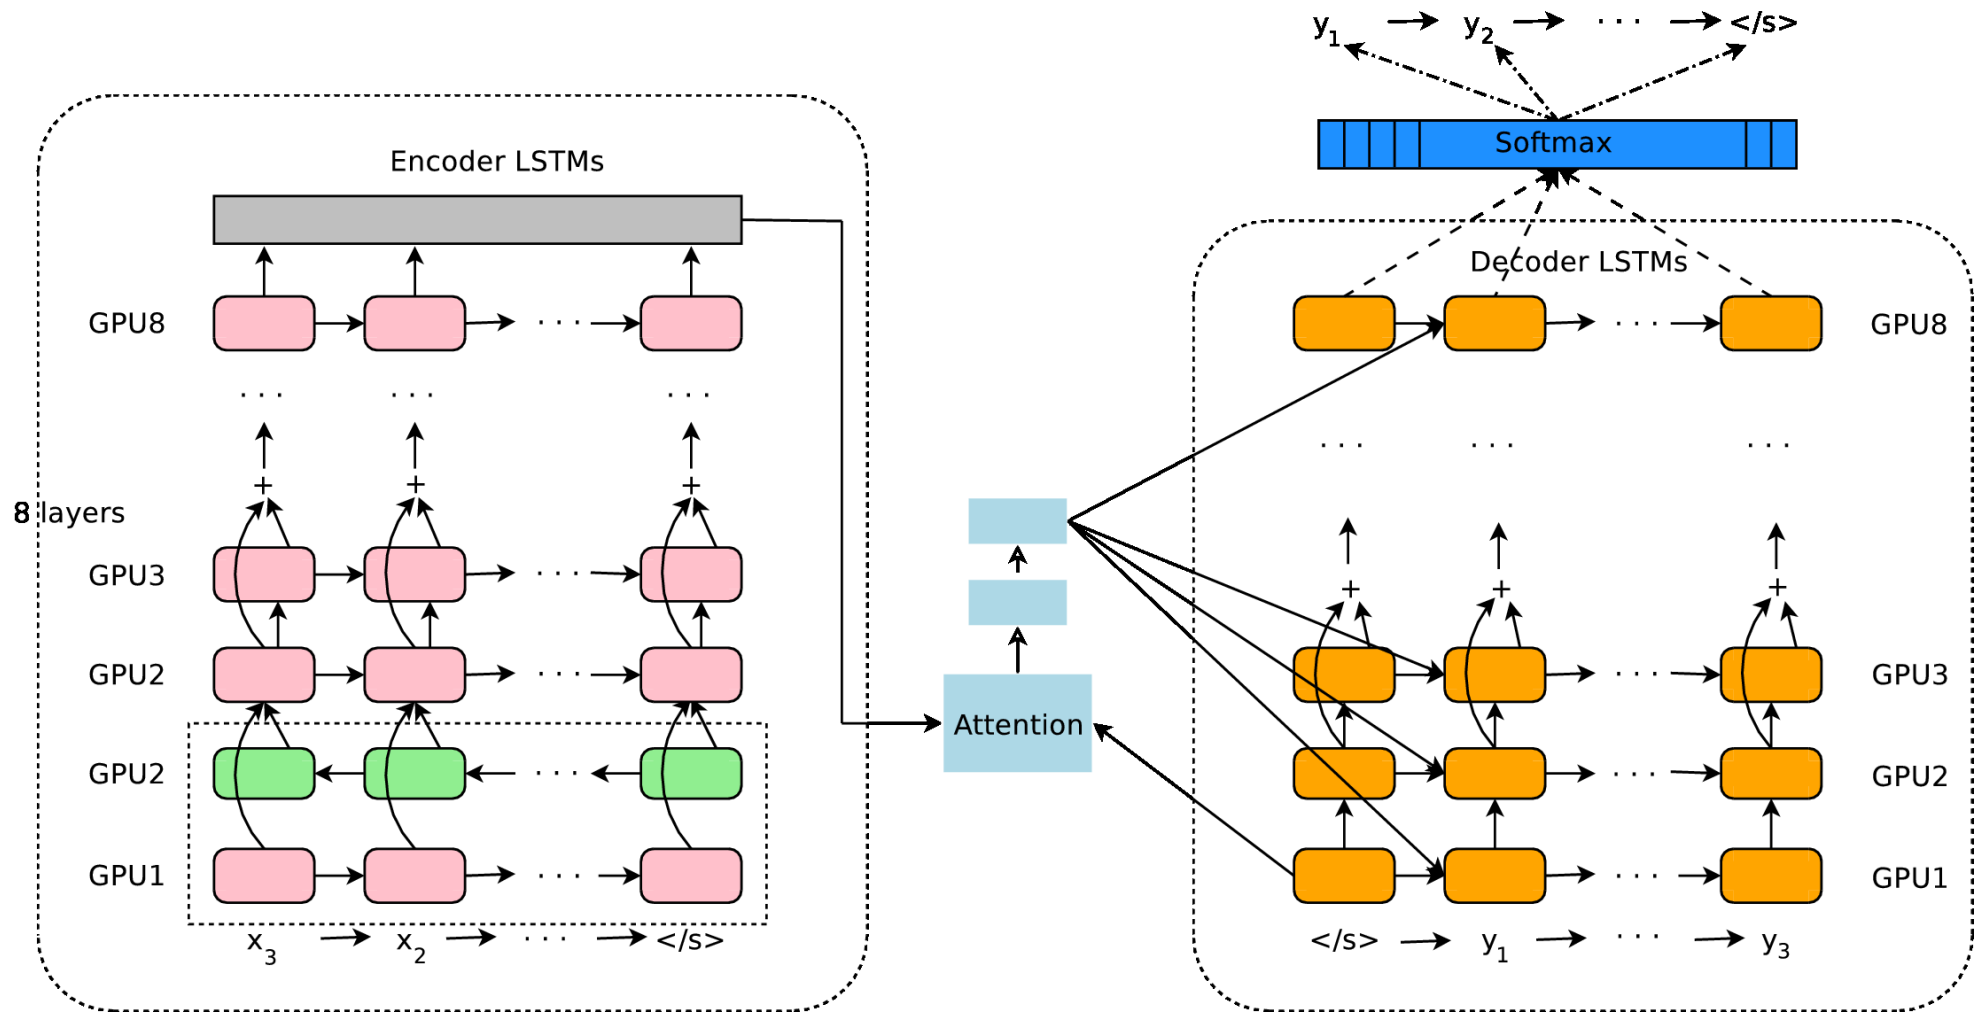 y1 y2 · · · </s>
Softmax
Encoder LSTMs
Decoder LSTMs
GPU8 · · ·
· · · GPU8
· · · · · · · · ·
· · · · · · · · ·
+ + +
8 layers
+ + +
GPU3 · · ·
GPU2
· · · GPU3
Attention
GPU2 · · ·
· · · GPU2
GPU1 · · ·
· · · GPU1
x3 x2 · · · </s>
</s> y1 · · · y3